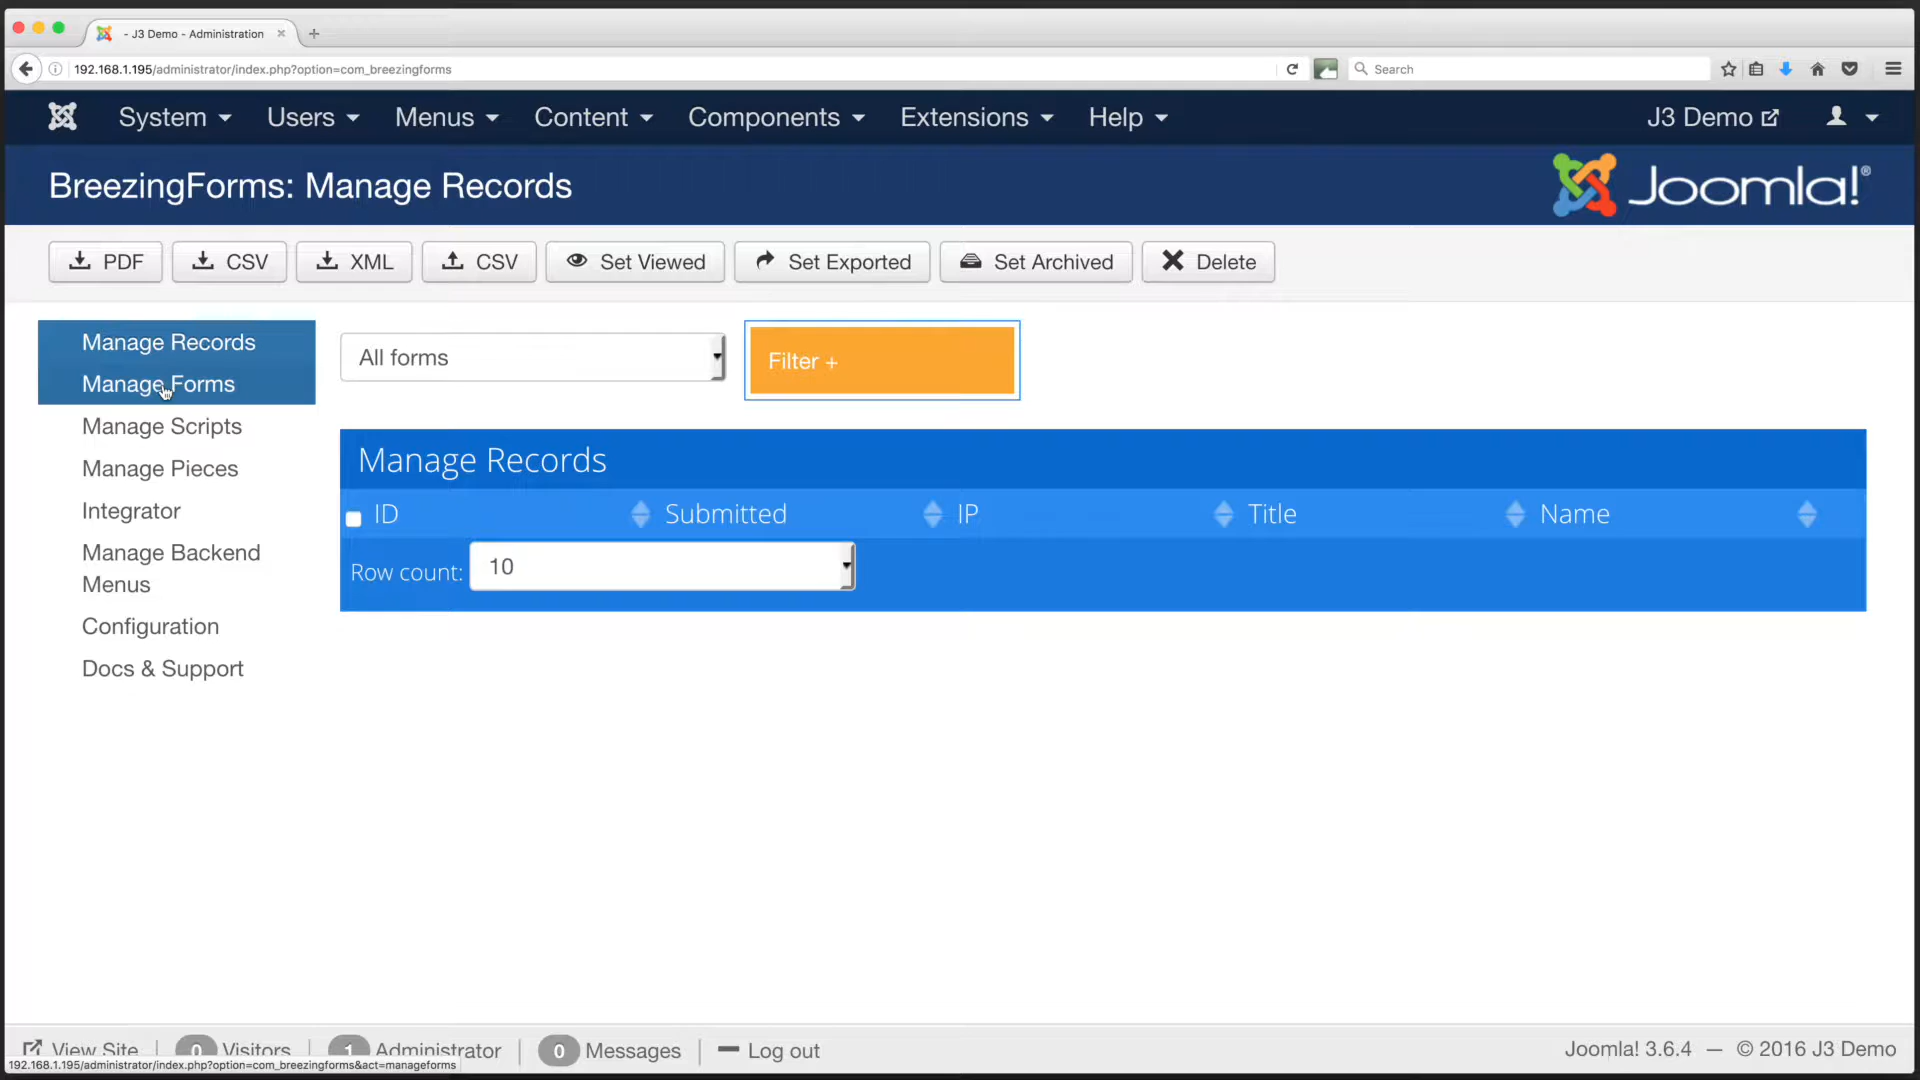 - J3 Demo - Administration
192.168.1.195/administrator/index.php?option=com_breezingforms
Search
System Users Menus Content Components Extensions Help J3 Demo
BreezingForms: Manage Records
Joomla!®
PDF CSV XML CSV Set Viewed Set Exported Set Archived Delete
Manage Records
Manage Forms
Manage Scripts
Manage Pieces
Integrator
Manage Backend
Menus
Configuration
Docs & Support
All forms
Filter +
Manage Records
ID Submitted IP Title Name
Row count: 10
View Site 0 Visitors 1 Administrator 0 Messages Log out
Joomla! 3.6.4 — © 2016 J3 Demo
192.168.1.195/administrator/index.php?option=com_breezingforms&act=manageforms